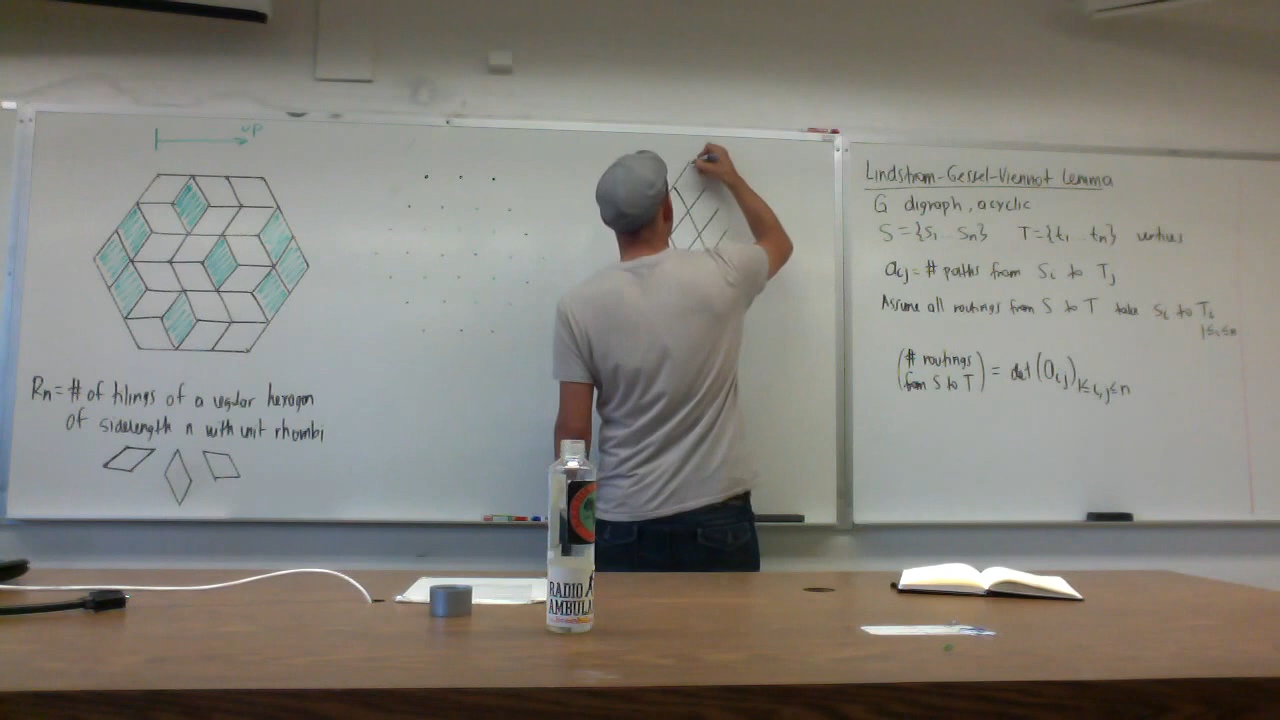 UP
Rn = # of tilings of a regular hexagon
of sidelength n with unit rhombi
Lindstrom-Gessel-Viennot Lemma
G digraph, acyclic
S = {s₁ ... sₙ} T = {t₁ ... tₙ} vertices
aᵢⱼ = # paths from Sᵢ to Tⱼ
Assume all routings from S to T take Sᵢ to Tᵢ
1≤i≤n
(# routings from S to T) = det(aᵢⱼ)1≤i,j≤n
RADIO
AMBULA